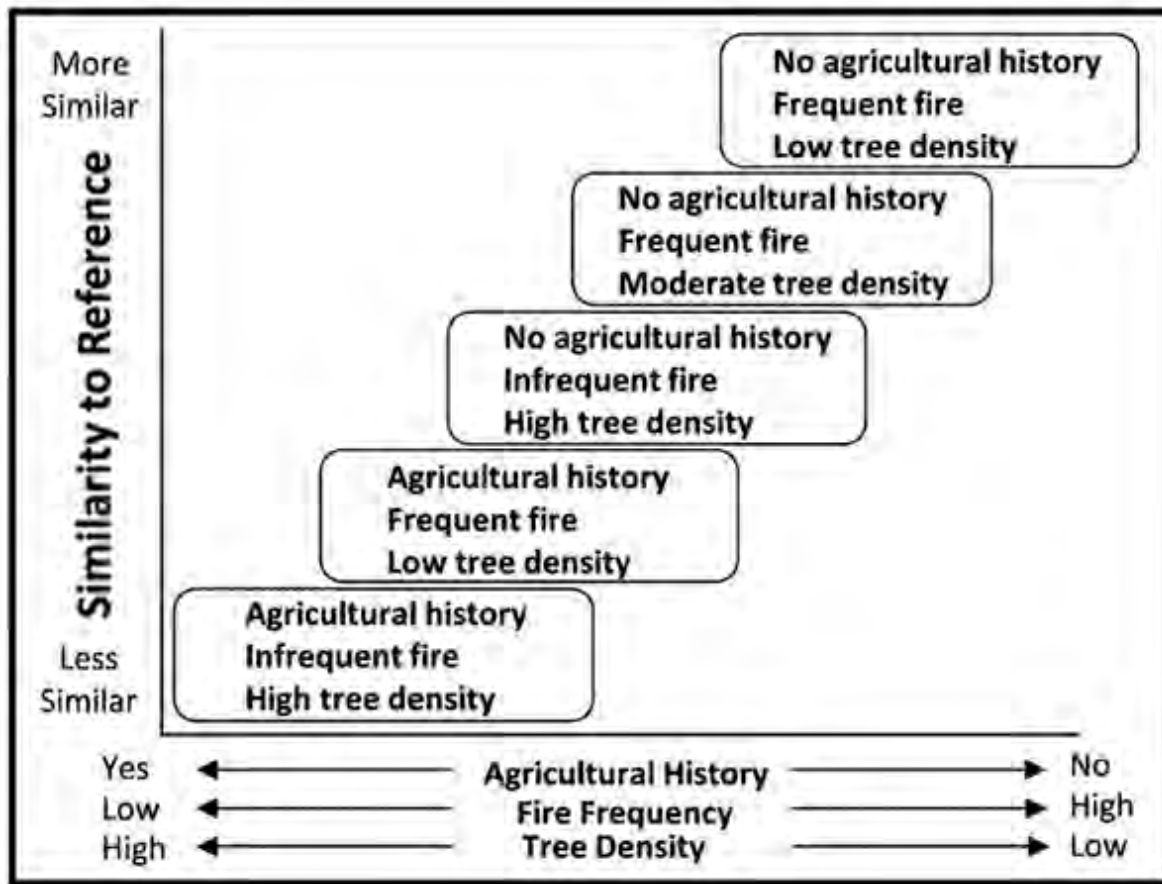 More
Similar
Similarity to Reference
Less
Similar
No agricultural history
Frequent fire
Low tree density
No agricultural history
Frequent fire
Moderate tree density
No agricultural history
Infrequent fire
High tree density
Agricultural history
Frequent fire
Low tree density
Agricultural history
Infrequent fire
High tree density
Yes Agricultural History No
Low Fire Frequency High
High Tree Density Low